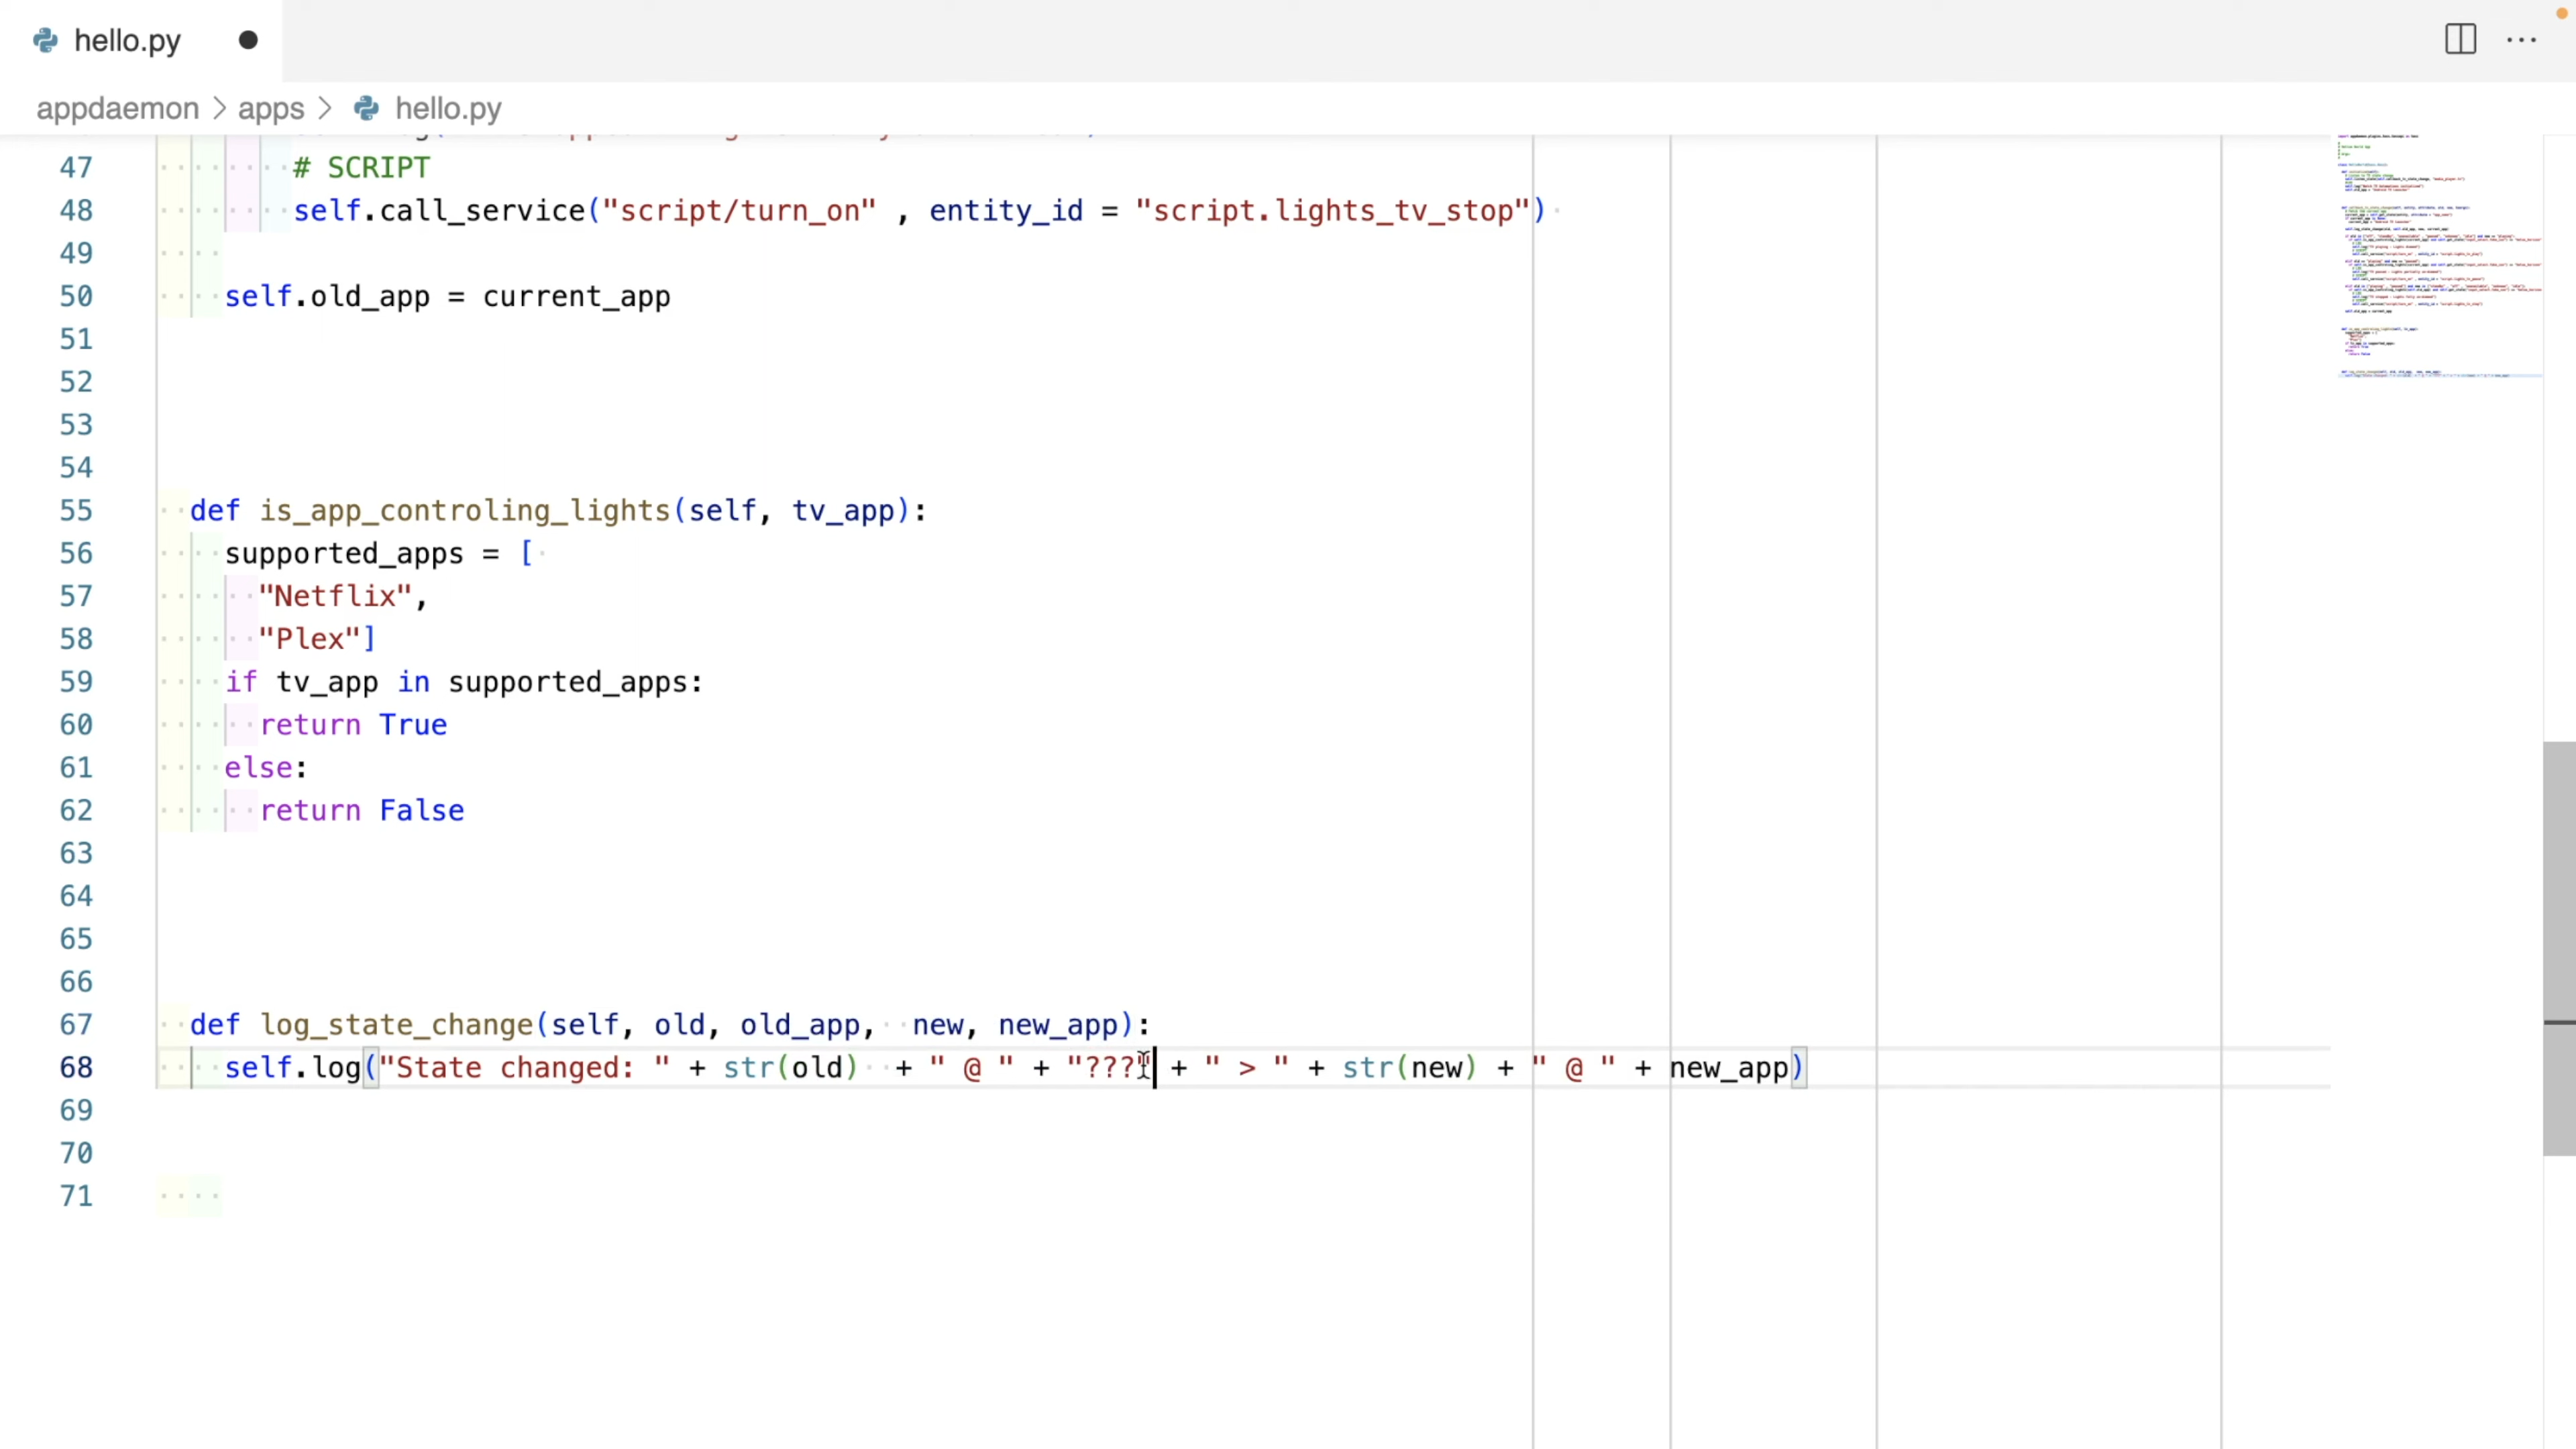 hello.py
appdaemon > apps > hello.py
47 # SCRIPT
48 self.call_service("script/turn_on" , entity_id = "script.lights_tv_stop")
49
50 self.old_app = current_app
51
52
53
54
55 def is_app_controling_lights(self, tv_app):
56 supported_apps = [
57 "Netflix",
58 "Plex"]
59 if tv_app in supported_apps:
60 return True
61 else:
62 return False
63
64
65
66
67 def log_state_change(self, old, old_app,  new, new_app):
68 self.log("State changed: " + str(old)  + " @ " + "???" + " > " + str(new) + " @ " + new_app)
69
70
71